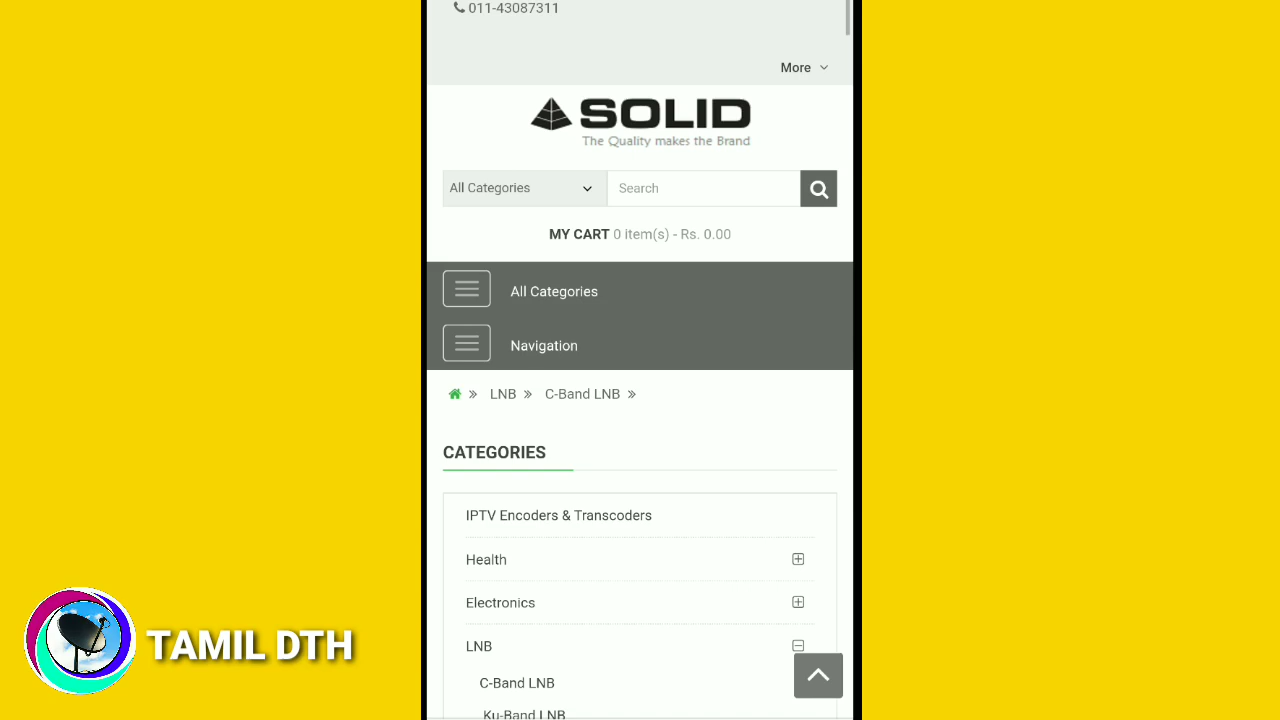 011-43087311
More
SOLID
The Quality makes the Brand
All Categories
Search
MY CART 0 item(s) - Rs. 0.00
All Categories
Navigation
LNB » C-Band LNB »
CATEGORIES
IPTV Encoders & Transcoders
Health
Electronics
LNB
C-Band LNB
Ku-Band LNB
TAMIL DTH